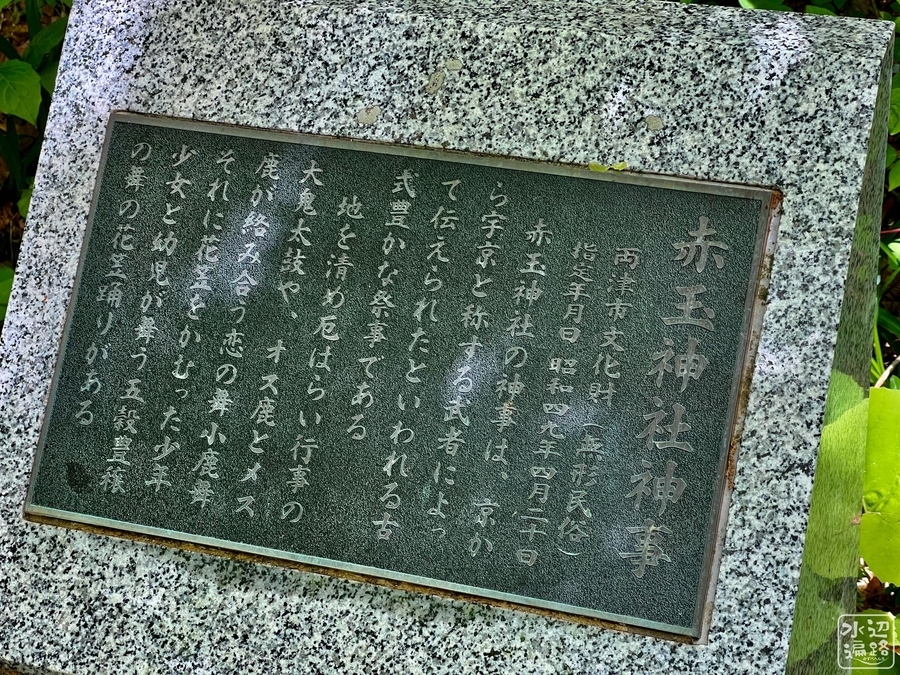 赤玉神社神事
両津市文化財（無形民俗）
指定年月日 昭和四九年四月二十日
赤玉神社の神事は、京か
ら宇京と称する武者によっ
て伝えられたといわれる古
式豊かな祭事である
地を清め厄はらい行事の
大鬼太鼓や、オス鹿とメス
鹿が絡み合う恋の舞小鹿舞
それに花笠をかむった少年
少女と幼児が舞う五穀豊穣
の舞の花笠踊りがある
水辺
遍路